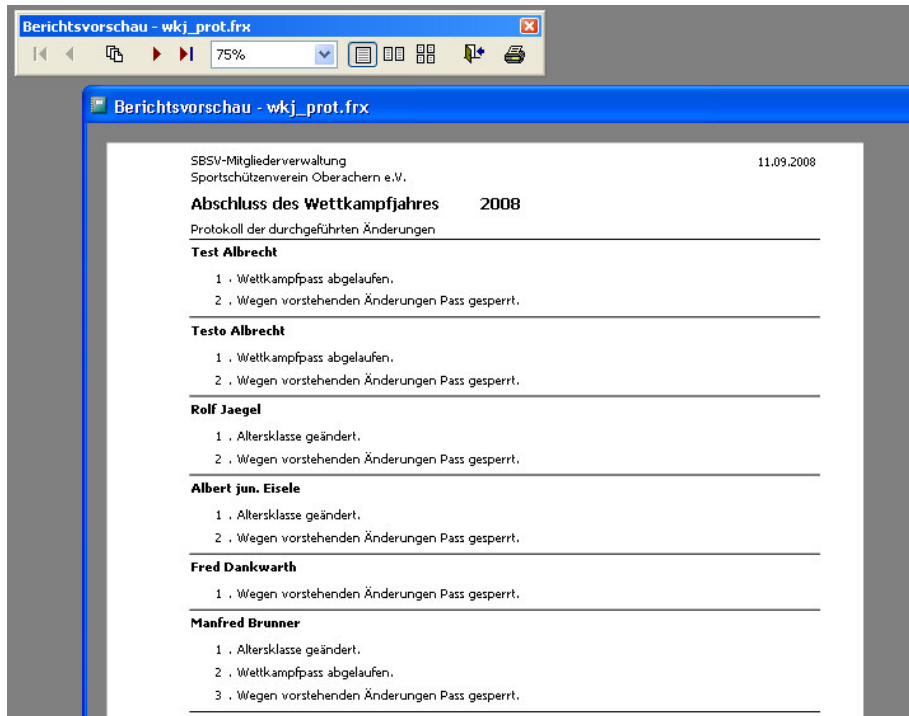 Berichtsvorschau - wkj_prot.frx
75%
Berichtsvorschau - wkj_prot.frx
SBSV-Mitgliederverwaltung 11.09.2008
Sportschützenverein Oberachern e.V.
Abschluss des Wettkampfjahres 2008
Protokoll der durchgeführten Änderungen
Test Albrecht
1 . Wettkampfpass abgelaufen.
2 . Wegen vorstehenden Änderungen Pass gesperrt.
Testo Albrecht
1 . Wettkampfpass abgelaufen.
2 . Wegen vorstehenden Änderungen Pass gesperrt.
Rolf Jaegel
1 . Altersklasse geändert.
2 . Wegen vorstehenden Änderungen Pass gesperrt.
Albert jun. Eisele
1 . Altersklasse geändert.
2 . Wegen vorstehenden Änderungen Pass gesperrt.
Fred Dankwarth
1 . Wegen vorstehenden Änderungen Pass gesperrt.
Manfred Brunner
1 . Altersklasse geändert.
2 . Wettkampfpass abgelaufen.
3 . Wegen vorstehenden Änderungen Pass gesperrt.